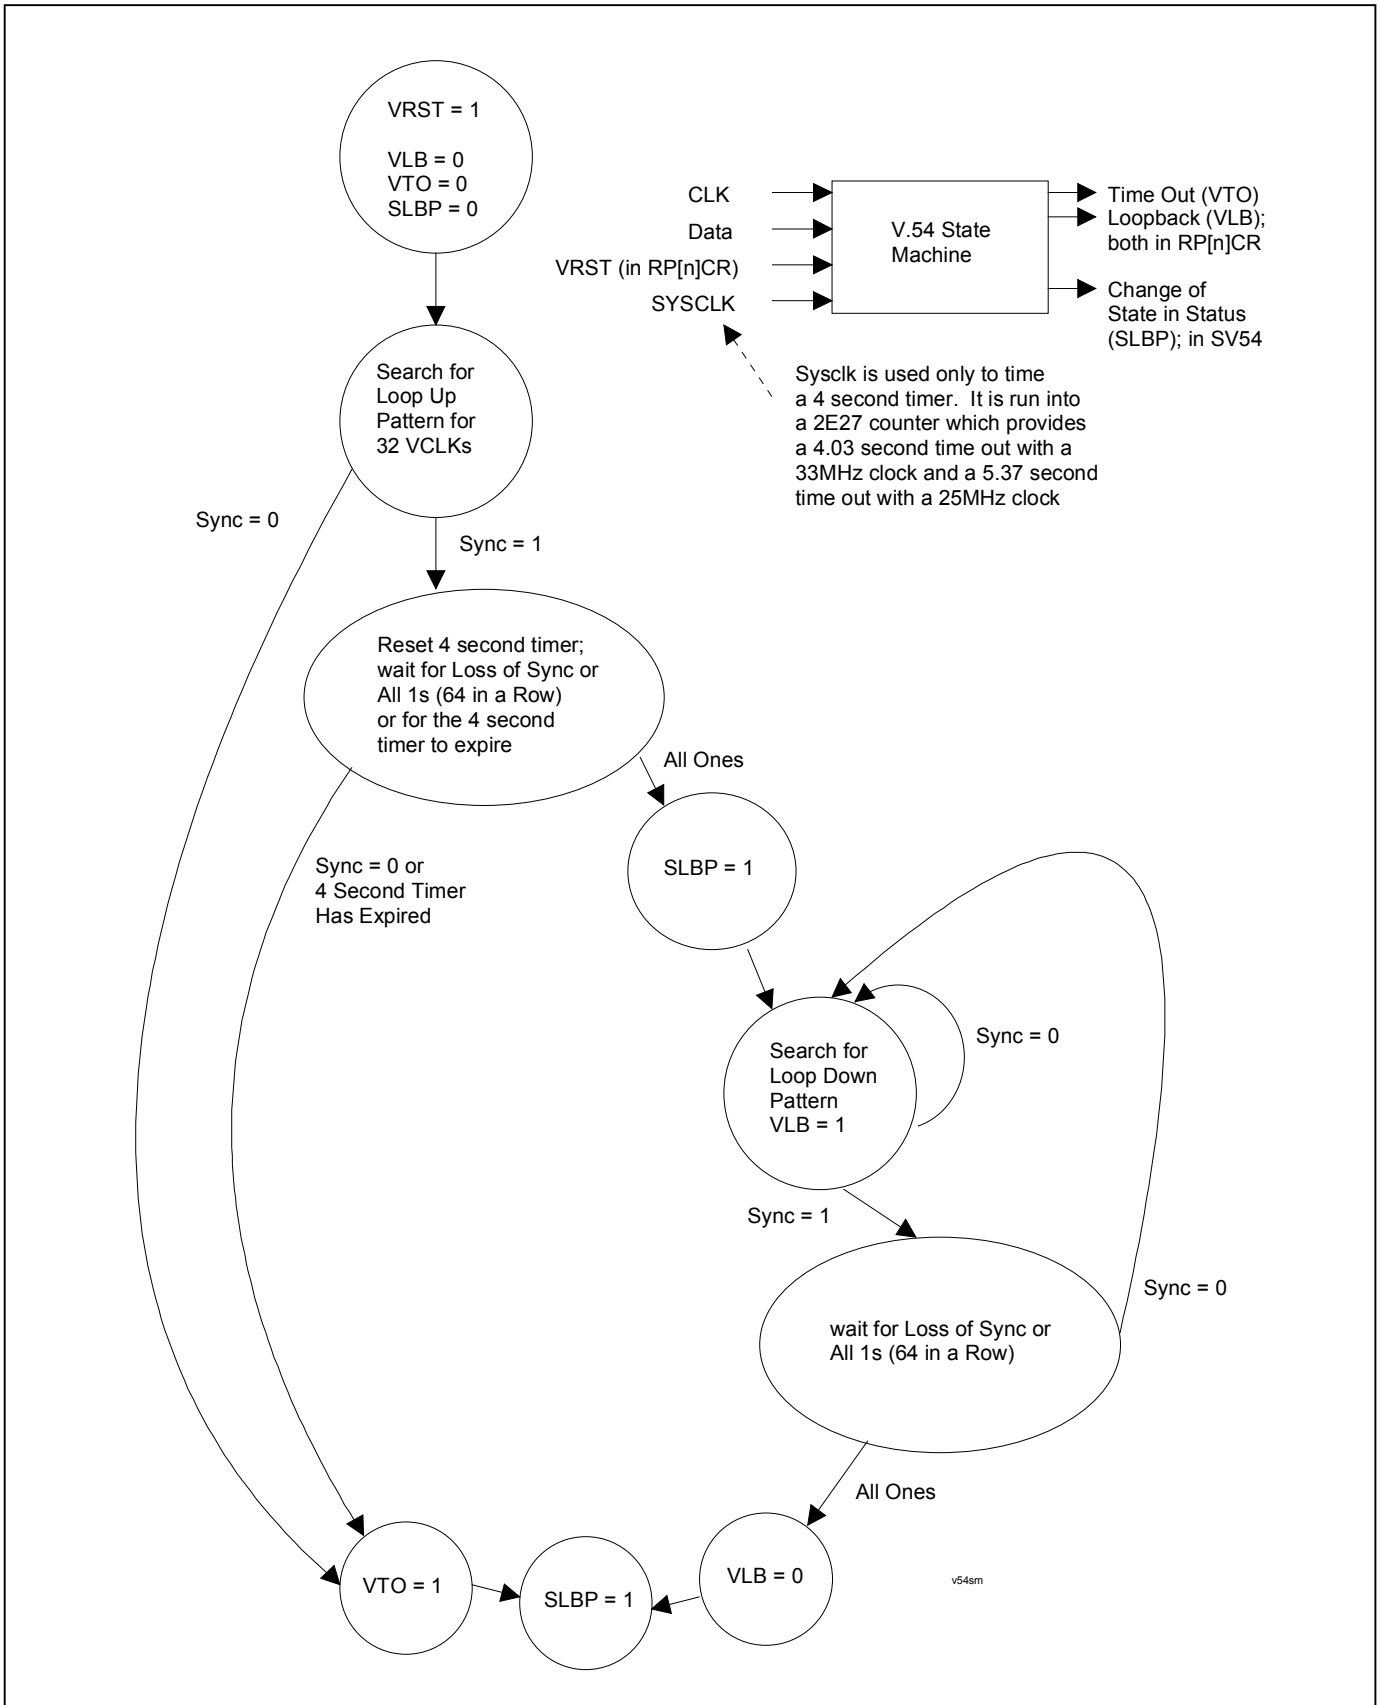 VRST = 1
VLB = 0
VTO = 0
SLBP = 0
CLK
Data
VRST (in RP[n]CR)
SYSCLK
V.54 State
Machine
Time Out (VTO)
Loopback (VLB);
both in RP[n]CR
Change of
State in Status
(SLBP); in SV54
Sysclk is used only to time
a 4 second timer. It is run into
a 2E27 counter which provides
a 4.03 second time out with a
33MHz clock and a 5.37 second
time out with a 25MHz clock
Search for
Loop Up
Pattern for
32 VCLKs
Sync = 0
Sync = 1
Reset 4 second timer;
wait for Loss of Sync or
All 1s (64 in a Row)
or for the 4 second
timer to expire
All Ones
Sync = 0 or
4 Second Timer
Has Expired
SLBP = 1
Search for
Loop Down
Pattern
VLB = 1
Sync = 0
Sync = 1
Sync = 0
wait for Loss of Sync or
All 1s (64 in a Row)
All Ones
VTO = 1
SLBP = 1
VLB = 0
v54sm